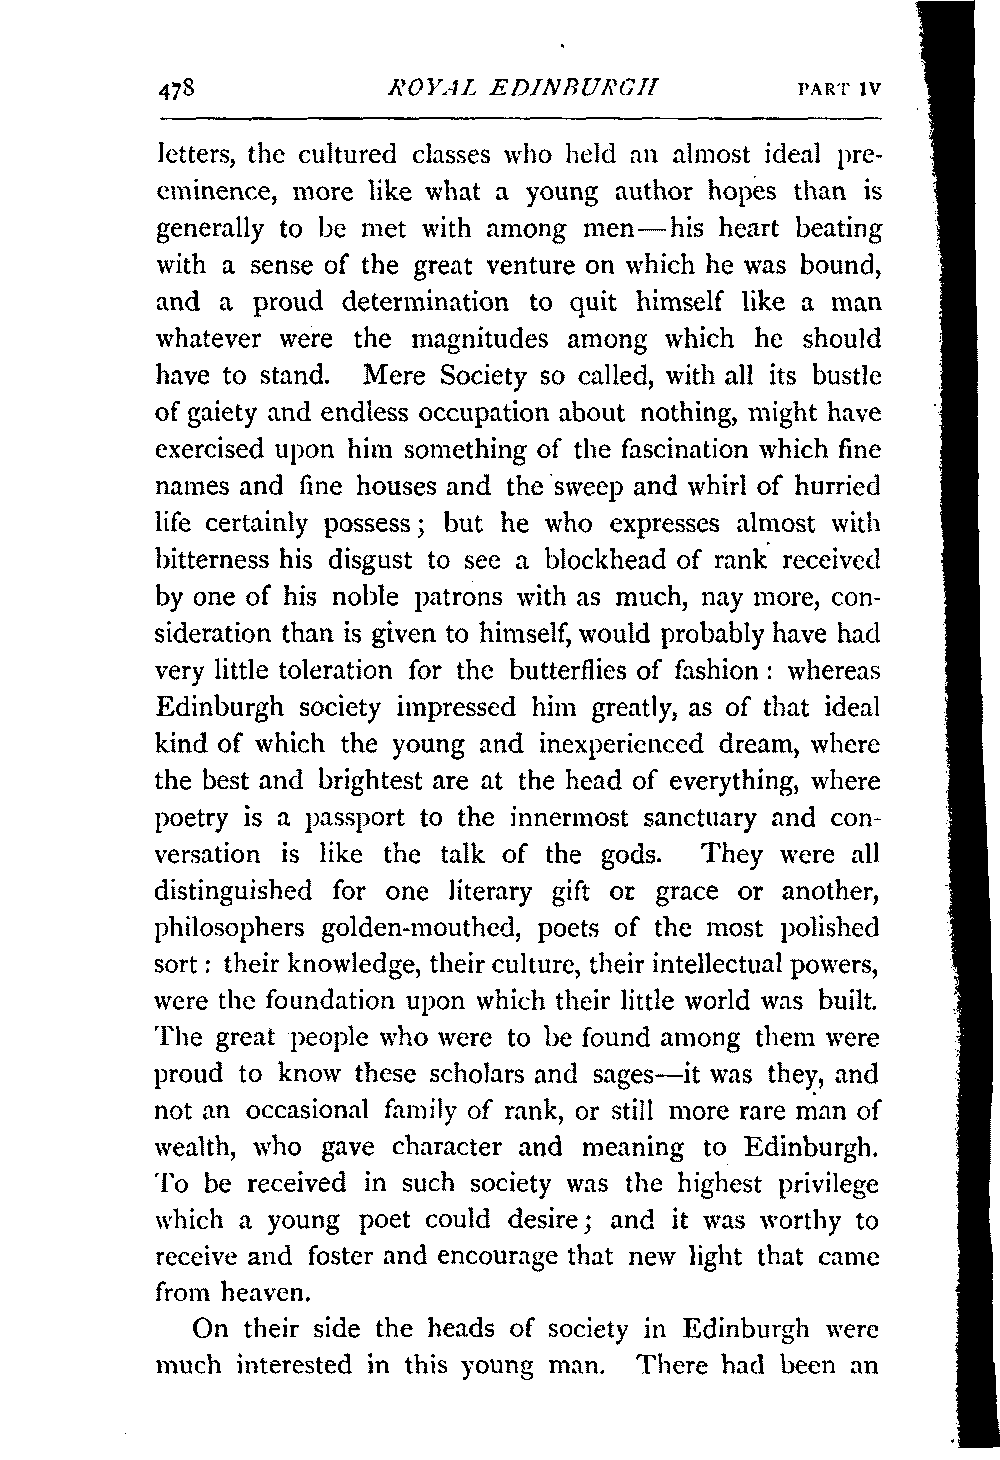 478 ROYAL EDINBURGH PART IV
letters, the cultured classes who held an almost ideal pre-
eminence, more like what a young author hopes than is
generally to be met with among men—his heart beating
with a sense of the great venture on which he was bound,
and a proud determination to quit himself like a man
whatever were the magnitudes among which he should
have to stand. Mere Society so called, with all its bustle
of gaiety and endless occupation about nothing, might have
exercised upon him something of the fascination which fine
names and fine houses and the sweep and whirl of hurried
life certainly possess; but he who expresses almost with
bitterness his disgust to see a blockhead of rank received
by one of his noble patrons with as much, nay more, con-
sideration than is given to himself, would probably have had
very little toleration for the butterflies of fashion: whereas
Edinburgh society impressed him greatly, as of that ideal
kind of which the young and inexperienced dream, where
the best and brightest are at the head of everything, where
poetry is a passport to the innermost sanctuary and con-
versation is like the talk of the gods. They were all
distinguished for one literary gift or grace or another,
philosophers golden-mouthed, poets of the most polished
sort: their knowledge, their culture, their intellectual powers,
were the foundation upon which their little world was built.
The great people who were to be found among them were
proud to know these scholars and sages—it was they, and
not an occasional family of rank, or still more rare man of
wealth, who gave character and meaning to Edinburgh.
To be received in such society was the highest privilege
which a young poet could desire; and it was worthy to
receive and foster and encourage that new light that came
from heaven.
On their side the heads of society in Edinburgh were
much interested in this young man. There had been an